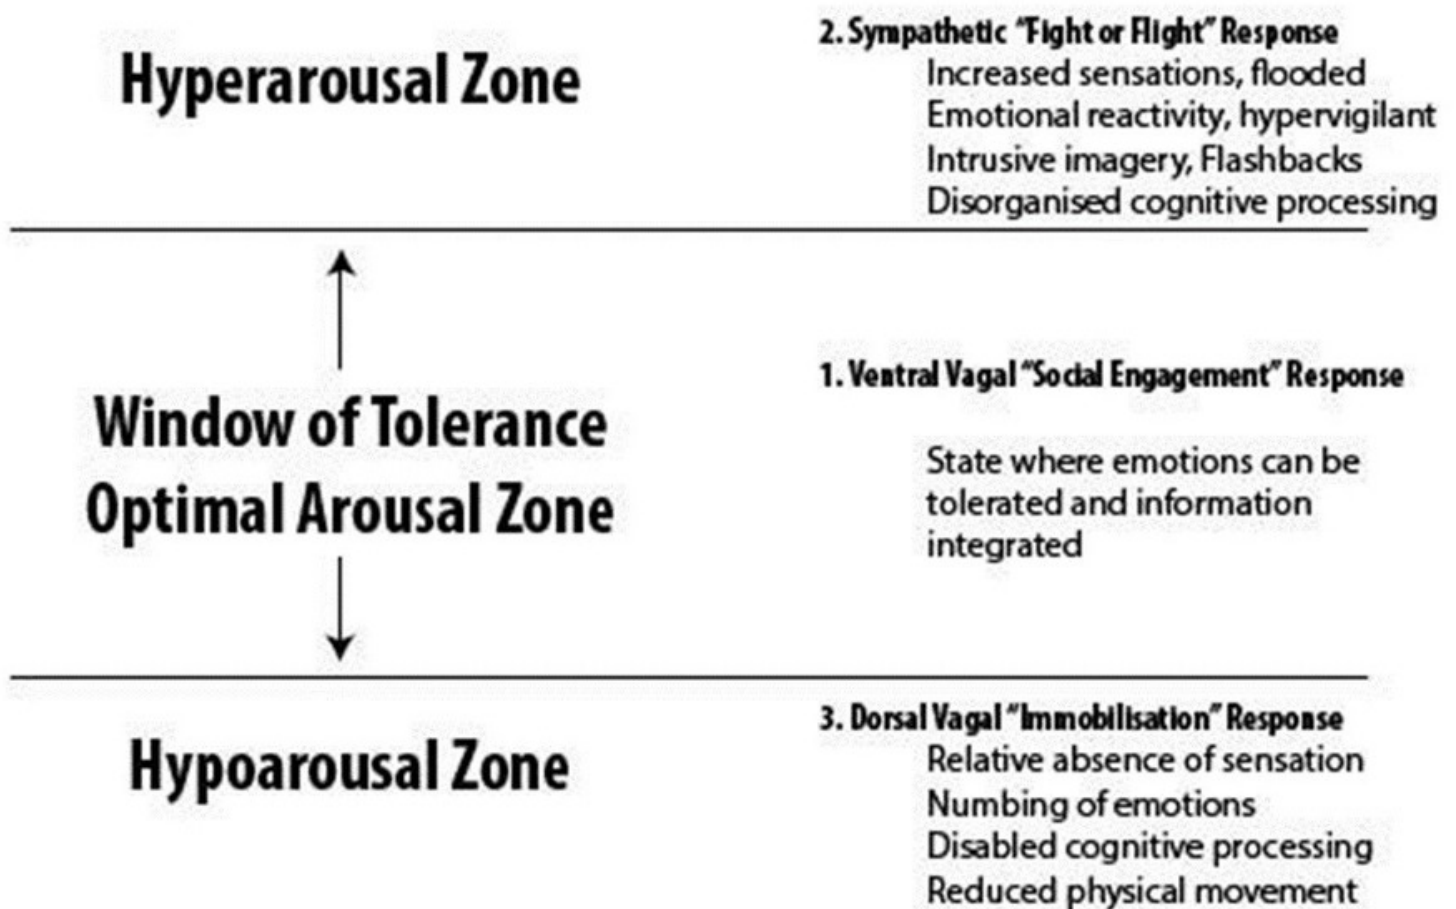 Hyperarousal Zone
2. Sympathetic “Fight or Flight” Response
Increased sensations, flooded
Emotional reactivity, hypervigilant
Intrusive imagery, Flashbacks
Disorganised cognitive processing
Window of Tolerance
Optimal Arousal Zone
1. Ventral Vagal “Social Engagement” Response
State where emotions can be
tolerated and information
integrated
Hypoarousal Zone
3. Dorsal Vagal “Immobilisation” Response
Relative absence of sensation
Numbing of emotions
Disabled cognitive processing
Reduced physical movement